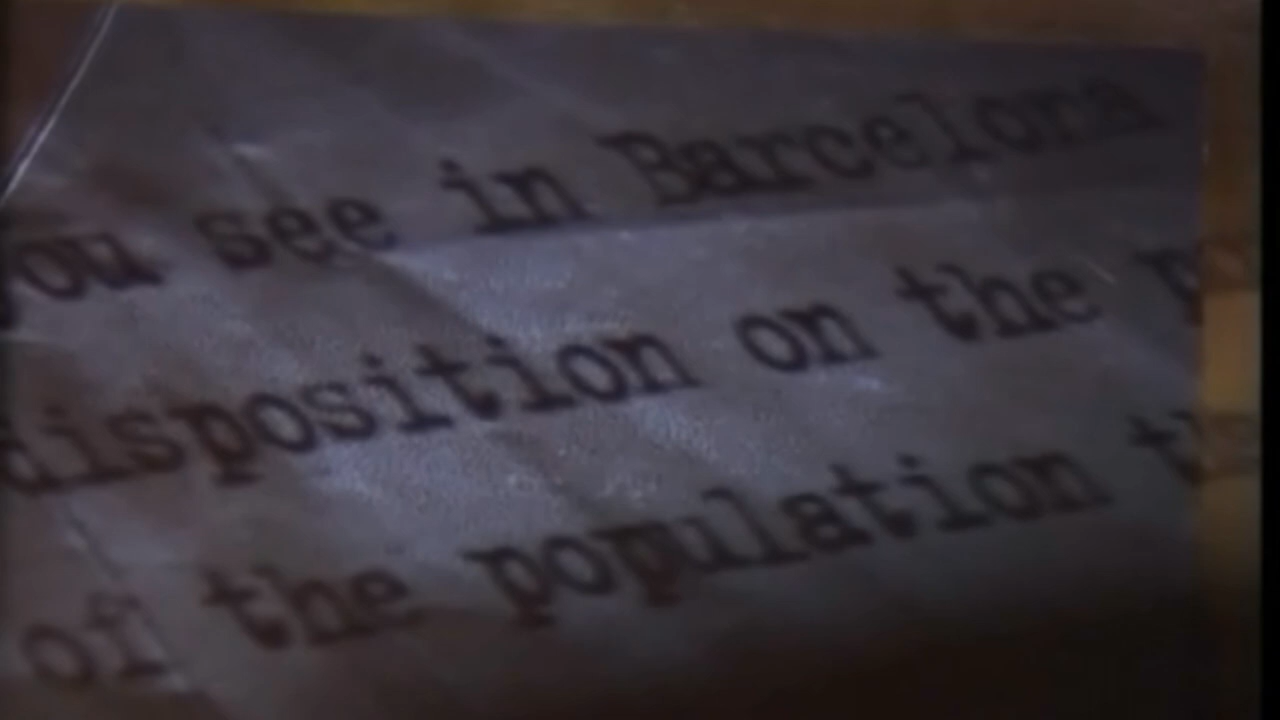 you see in Barcelona
disposition on the
of the population